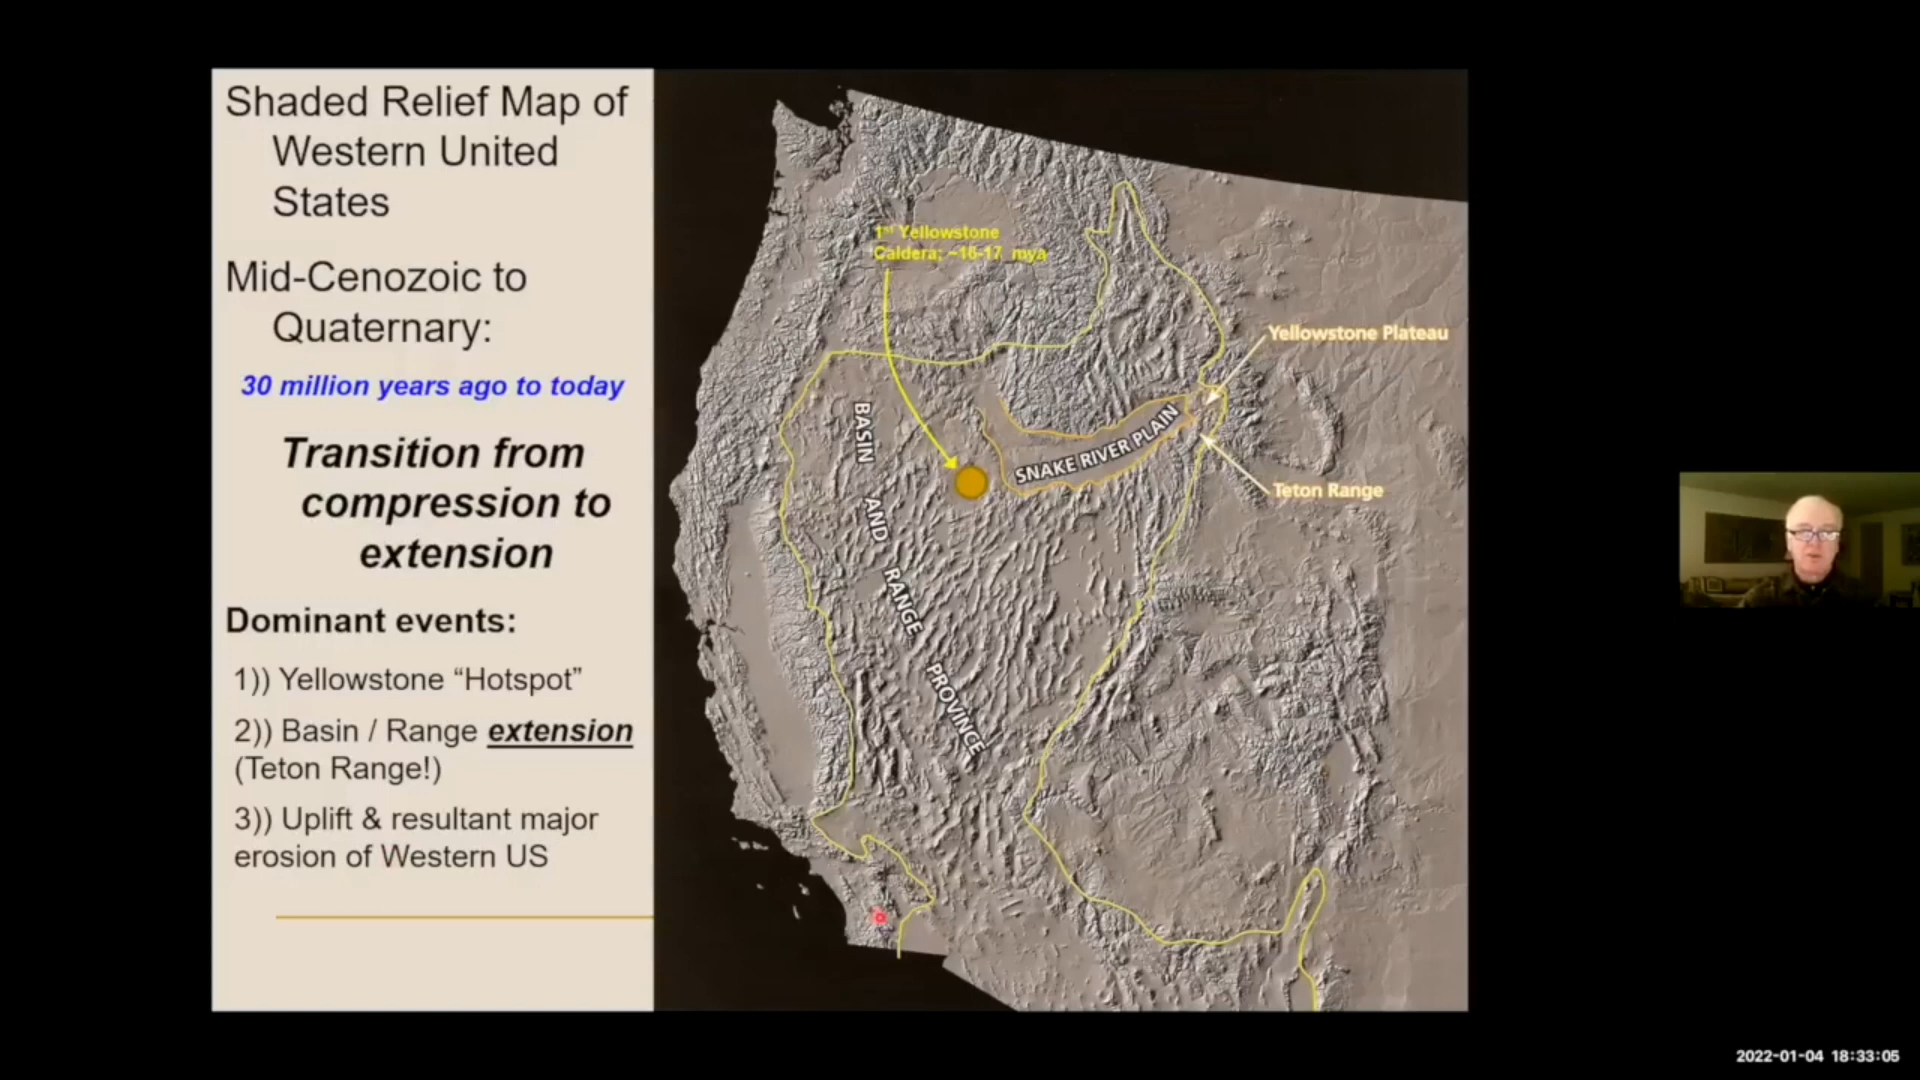 Shaded Relief Map of
Western United
States
Mid-Cenozoic to
Quaternary:
30 million years ago to today
Transition from
compression to
extension
Dominant events:
1)) Yellowstone “Hotspot”
2)) Basin / Range extension
(Teton Range!)
3)) Uplift & resultant major
erosion of Western US
1st Yellowstone
Caldera; ~16-17 mya
Yellowstone Plateau
SNAKE RIVER PLAIN
Teton Range
BASIN AND RANGE PROVINCE
2022-01-04 18:33:05